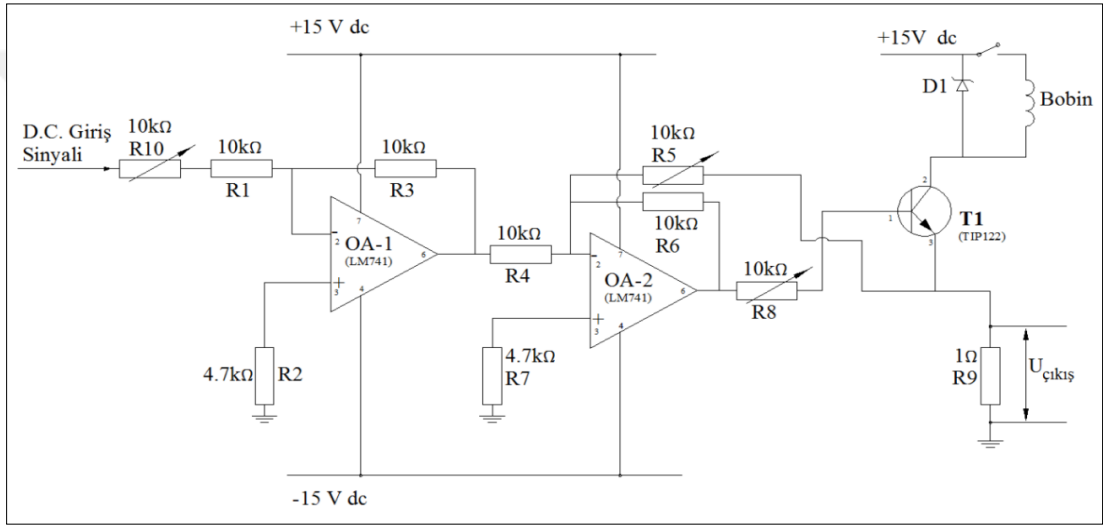 +15 V dc
+15V dc
D1
Bobin
D.C. Giriş
Sinyali
10kΩ
R10
10kΩ
R1
10kΩ
R3
10kΩ
R5
10kΩ
R6
7
2
-
OA-1
(LM741)
6
+
3
4
10kΩ
R4
7
2
-
OA-2
(LM741)
6
+
3
4
10kΩ
R8
2
1
3
T1
(TIP122)
4.7kΩ
R2
4.7kΩ
R7
1Ω
R9
Uçıkış
-15 V dc